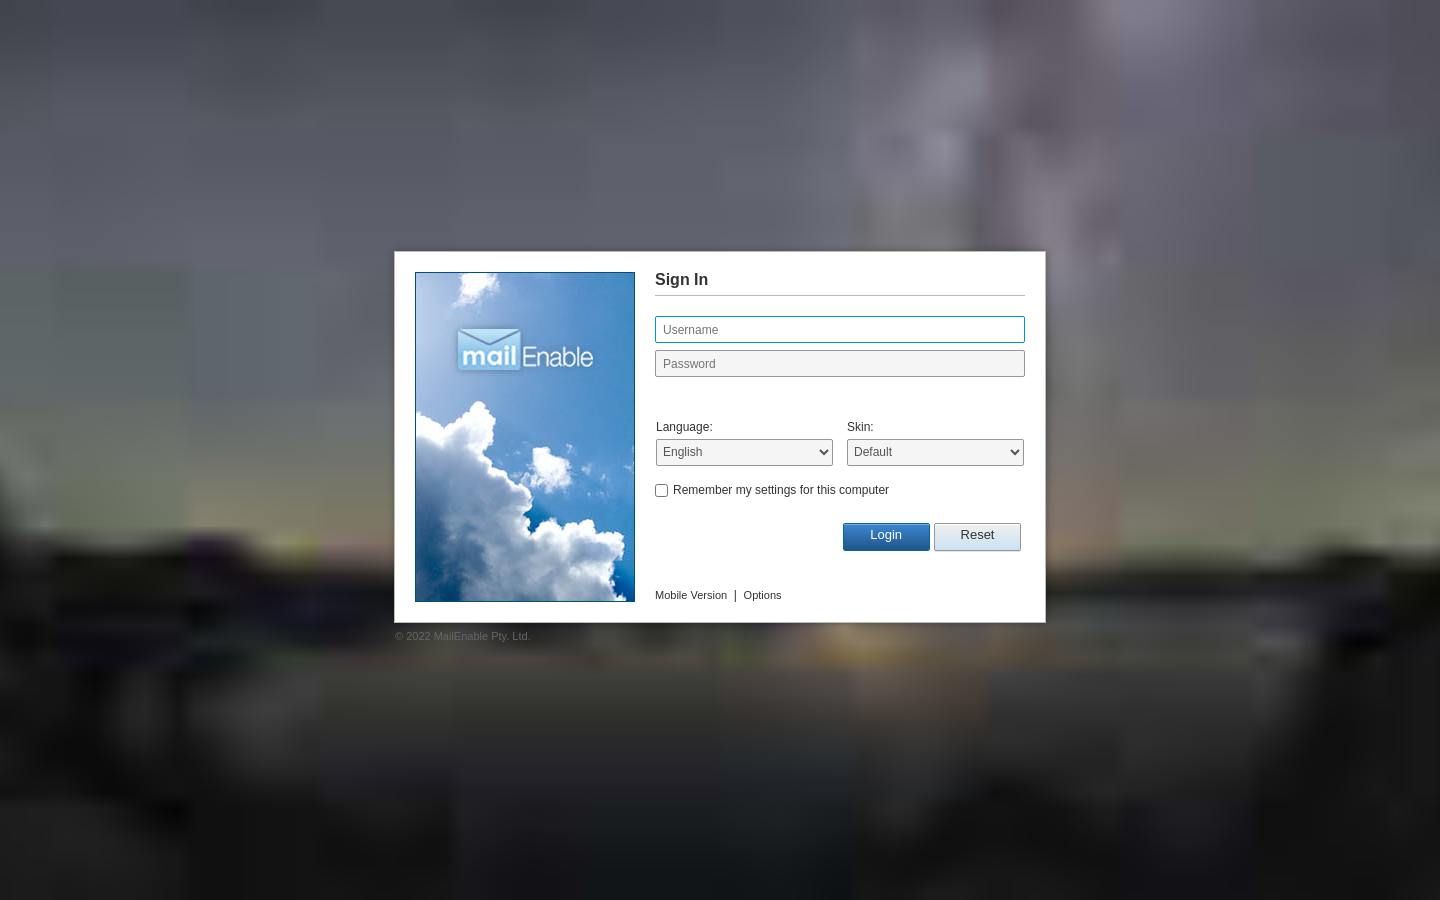 Sign In
mail Enable
Username
Password
Language:
Skin:
English
Default
Remember my settings for this computer
Login
Reset
Mobile Version | Options
© 2022 MailEnable Pty. Ltd.